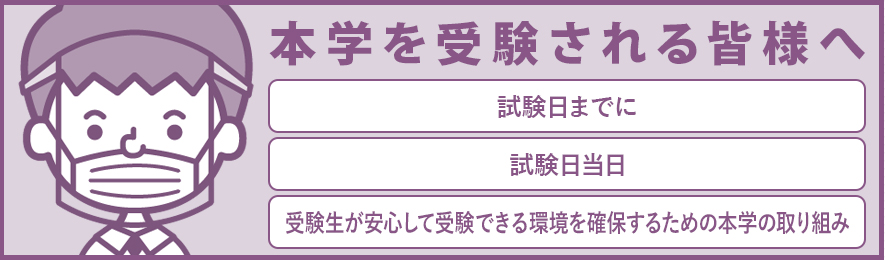 本学を受験される皆様へ
試験日までに
試験日当日
受験生が安心して受験できる環境を確保するための本学の取り組み